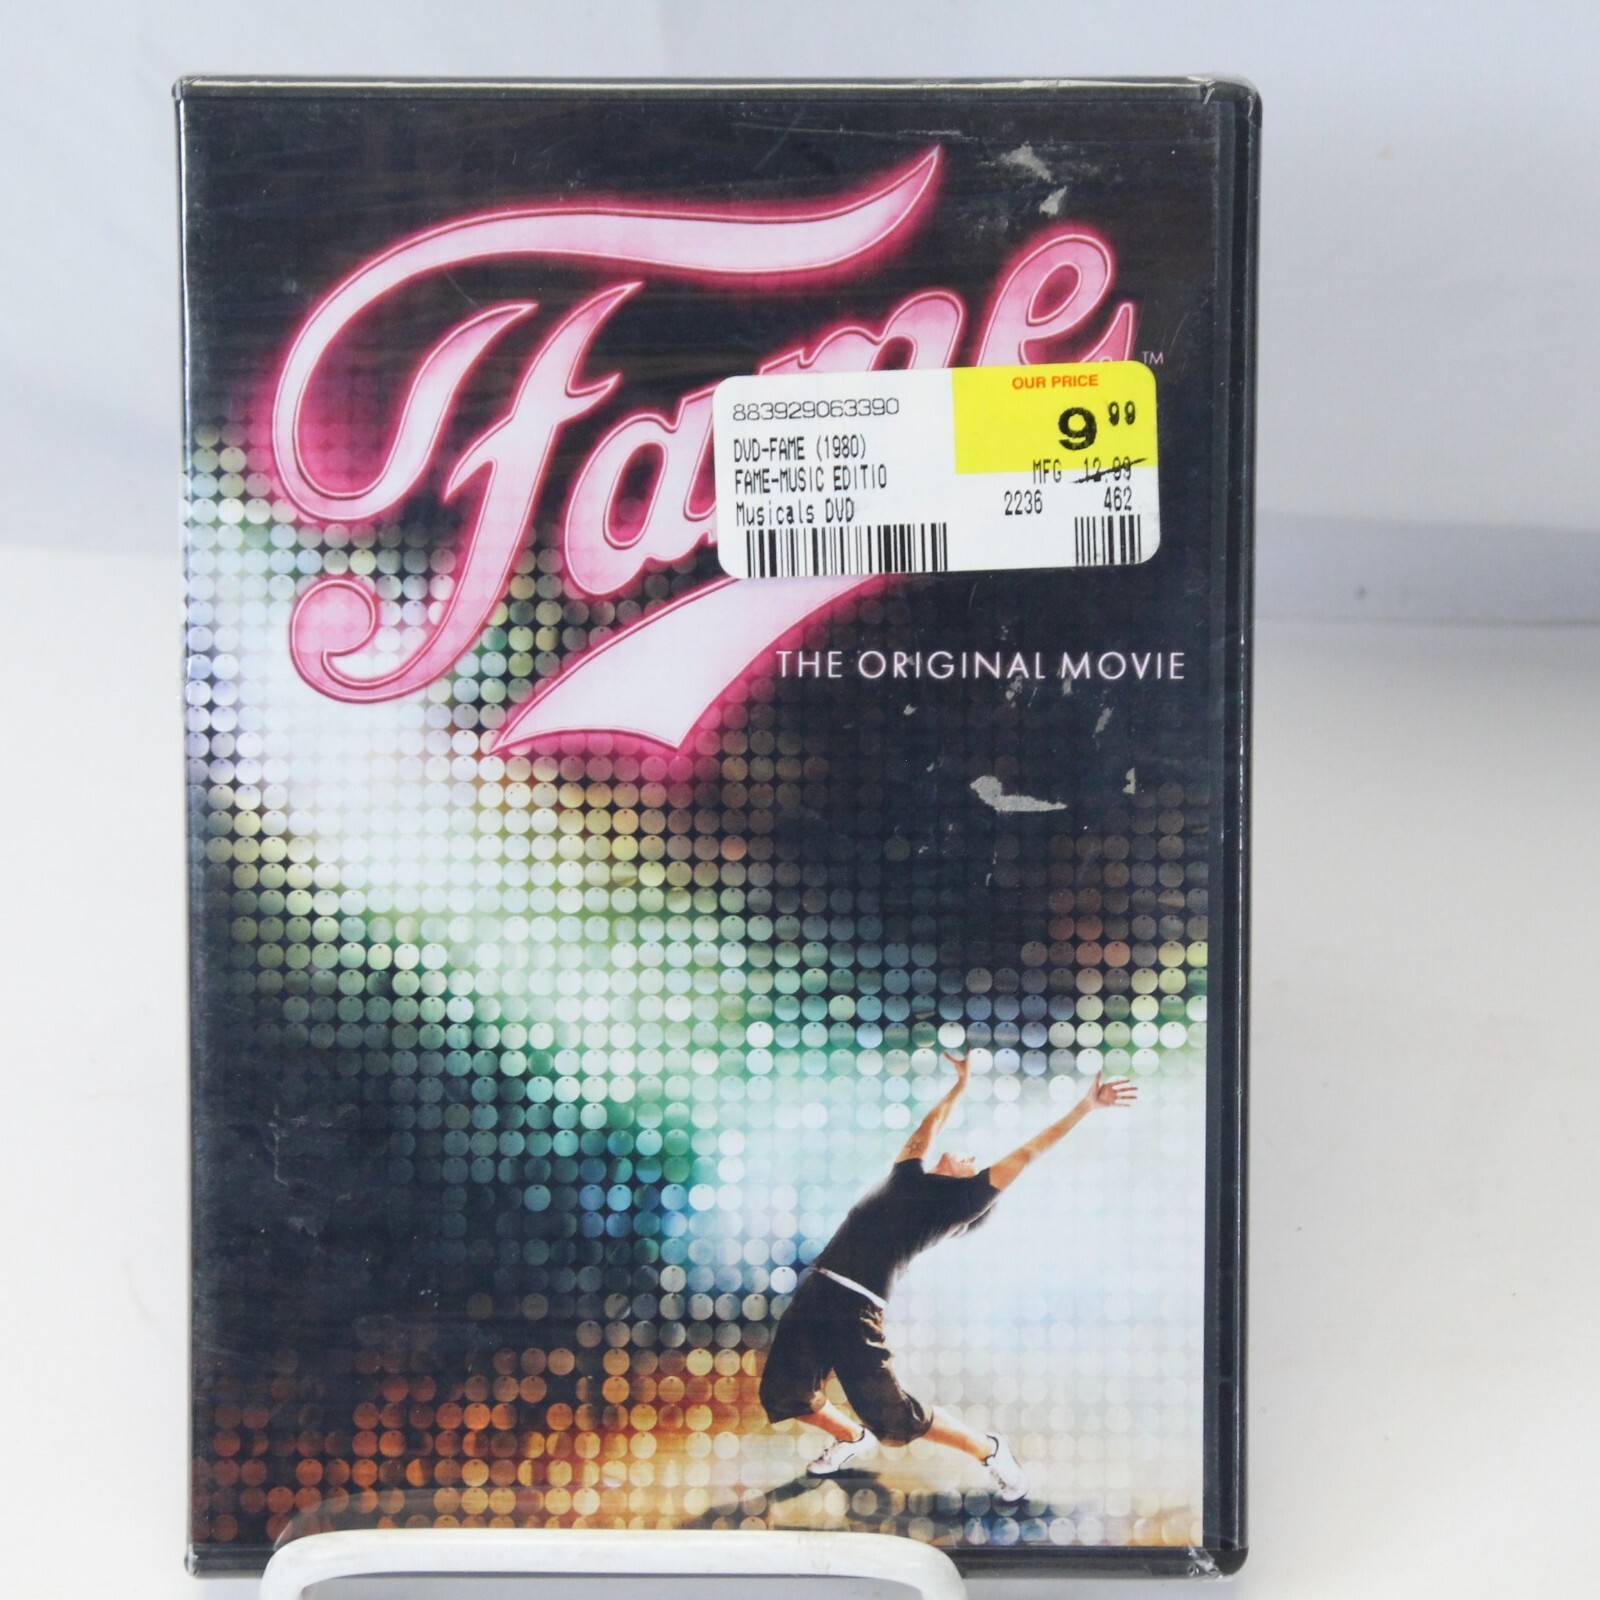 Fame
TM
OUR PRICE
883929063390
9 99
DVD-FAME (1980)
FAME-MUSIC EDITIO
MFG 12.99
Musicals DVD
2236 462
THE ORIGINAL MOVIE